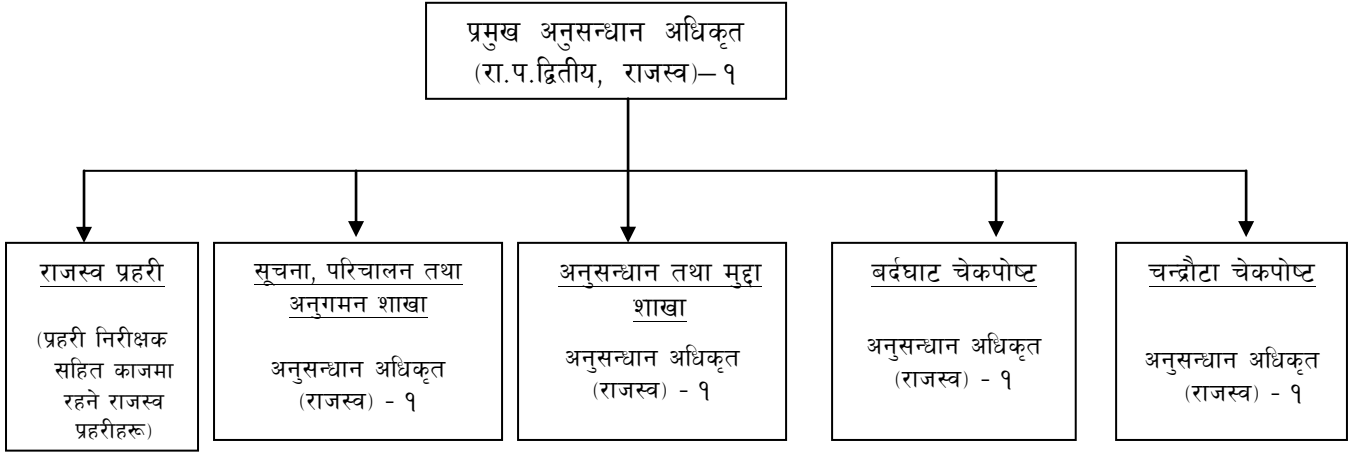 प्रमुख अनुसन्धान अधिकृत
(रा.प.द्वितीय, राजस्व)– १
राजस्व प्रहरी
(प्रहरी निरीक्षक
सहित काजमा
रहने राजस्व
प्रहरीहरू)
सूचना, परिचालन तथा
अनुगमन शाखा
अनुसन्धान अधिकृत
(राजस्व) - १
अनुसन्धान तथा मुद्दा
शाखा
अनुसन्धान अधिकृत
(राजस्व) - १
बर्दघाट चेकपोष्ट
अनुसन्धान अधिकृत
(राजस्व) - १
चन्द्रौटा चेकपोष्ट
अनुसन्धान अधिकृत
(राजस्व) - १